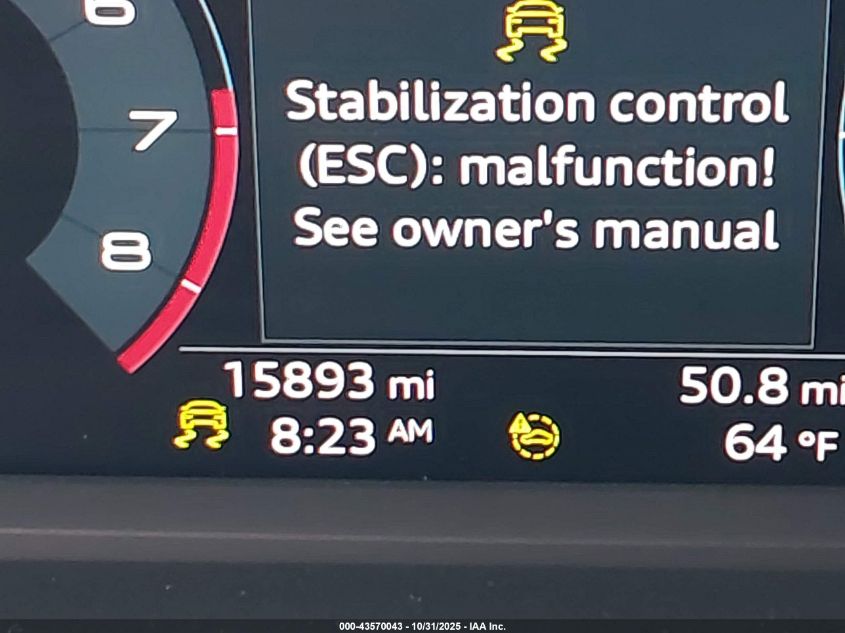 6
7
8
Stabilization control
(ESC): malfunction!
See owner's manual
15893 mi
50.8 mi
8:23 AM
64 °F
000-43570043 - 10/31/2025 - IAA Inc.